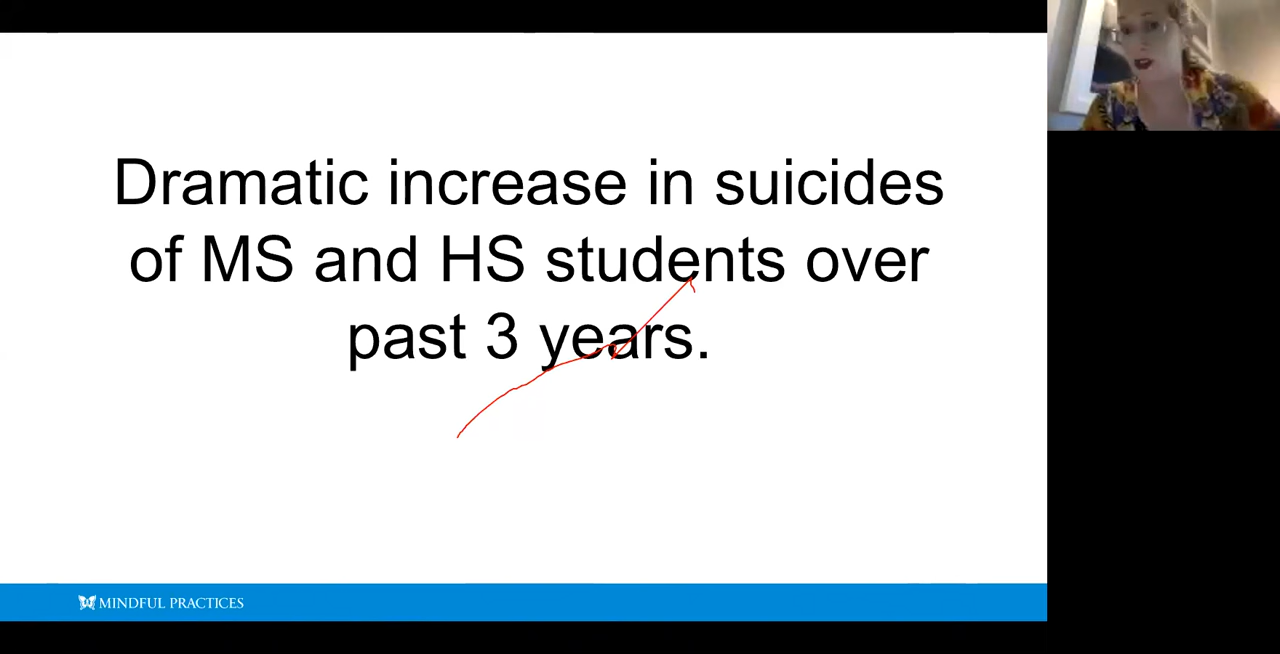 Dramatic increase in suicides
of MS and HS students over
past 3 years.
MINDFUL PRACTICES